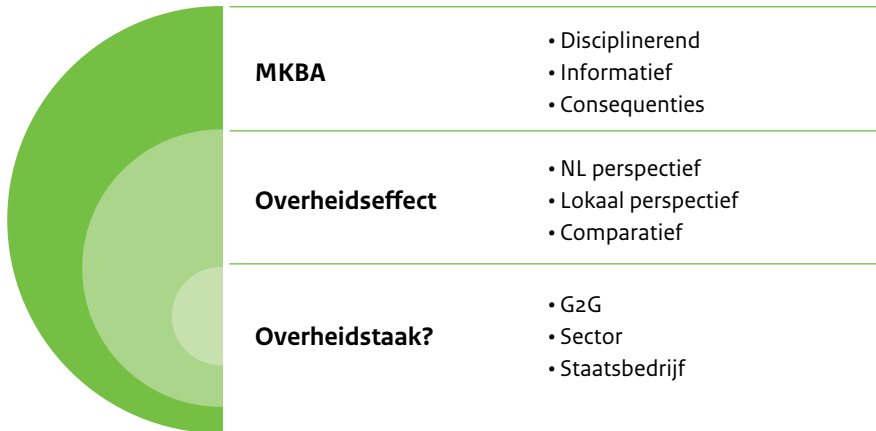 MKBA
• Disciplinerend
• Informatief
• Consequenties
Overheidseffect
• NL perspectief
• Lokaal perspectief
• Comparatief
Overheidstaak?
• G2G
• Sector
• Staatsbedrijf